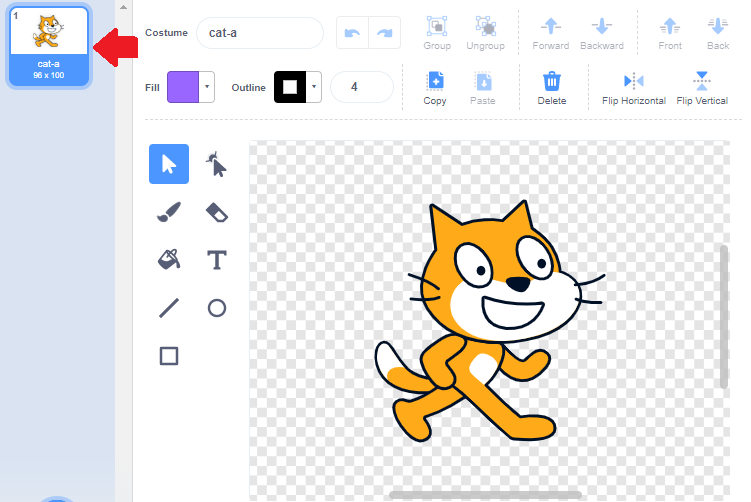 1
cat-a
96 x 100
Costume
cat-a
Group
Ungroup
Forward
Backward
Front
Back
Fill
Outline
4
Copy
Paste
Delete
Flip Horizontal
Flip Vertical
T